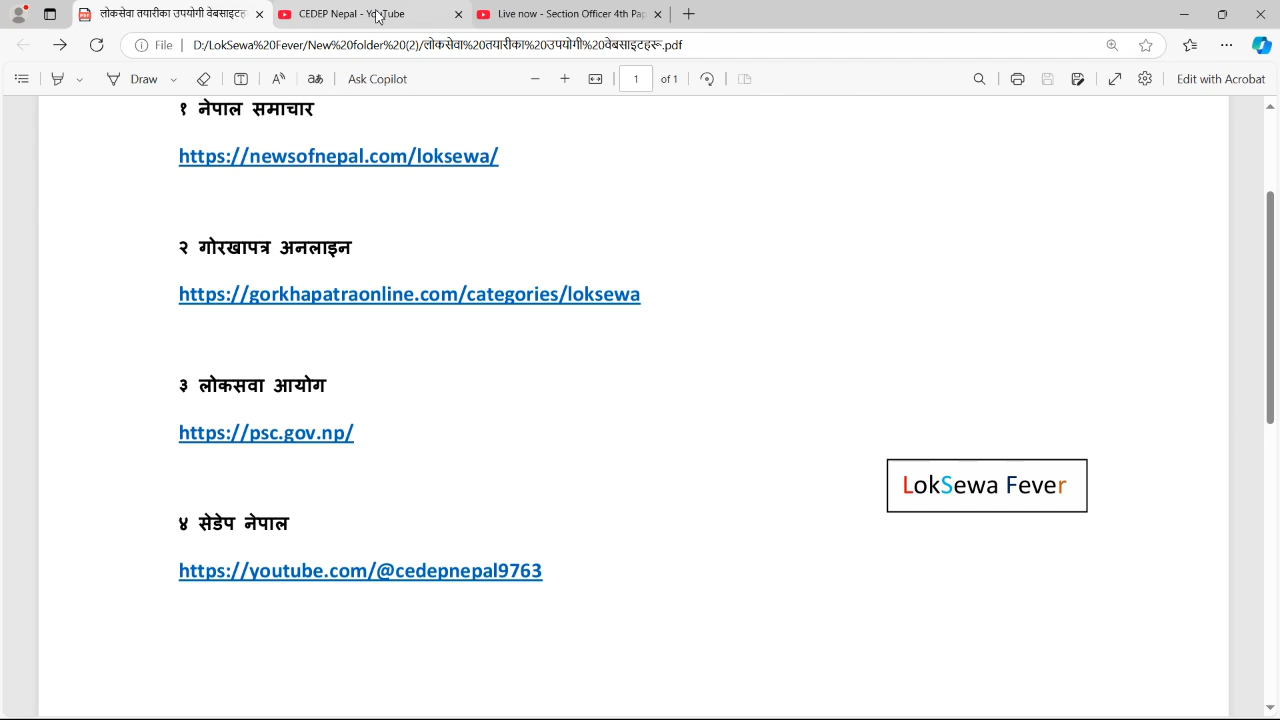 लोकसेवा तयारीका उपयोगी वेबसाइटह
CEDEP Nepal - YouTube
Live now - Section Officer 4th Pap
File
D:/LokSewa%20Fever/New%20folder%20(2)/लोकसेवा%20तयारीका%20उपयोगी%20वेबसाइटहरू.pdf
Draw
aあ
Ask Copilot
1 of 1
Edit with Acrobat
१ नेपाल समाचार
https://newsofnepal.com/loksewa/
२ गोरखापत्र अनलाइन
https://gorkhapatraonline.com/categories/loksewa
३ लोकसवा आयोग
https://psc.gov.np/
LokSewa Fever
४ सेडेप नेपाल
https://youtube.com/@cedepnepal9763